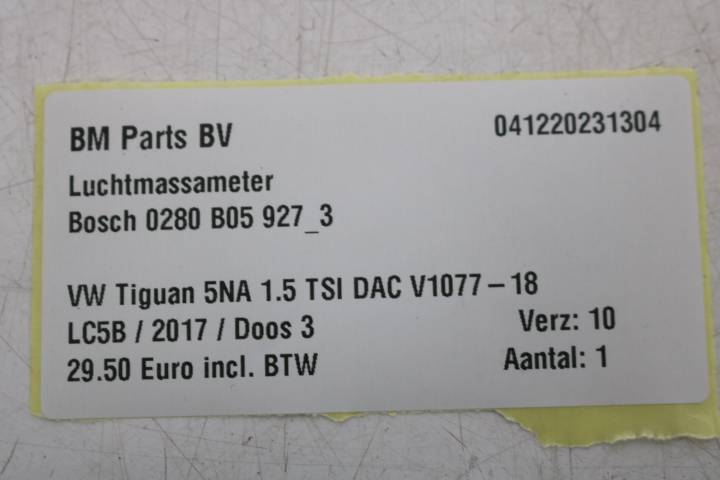 BM Parts BV 041220231304
Luchtmassameter
Bosch 0280 B05 927_3
VW Tiguan 5NA 1.5 TSI DAC V1077-18
LC5B / 2017 / Doos 3 Verz: 10
29.50 Euro incl. BTW Aantal: 1